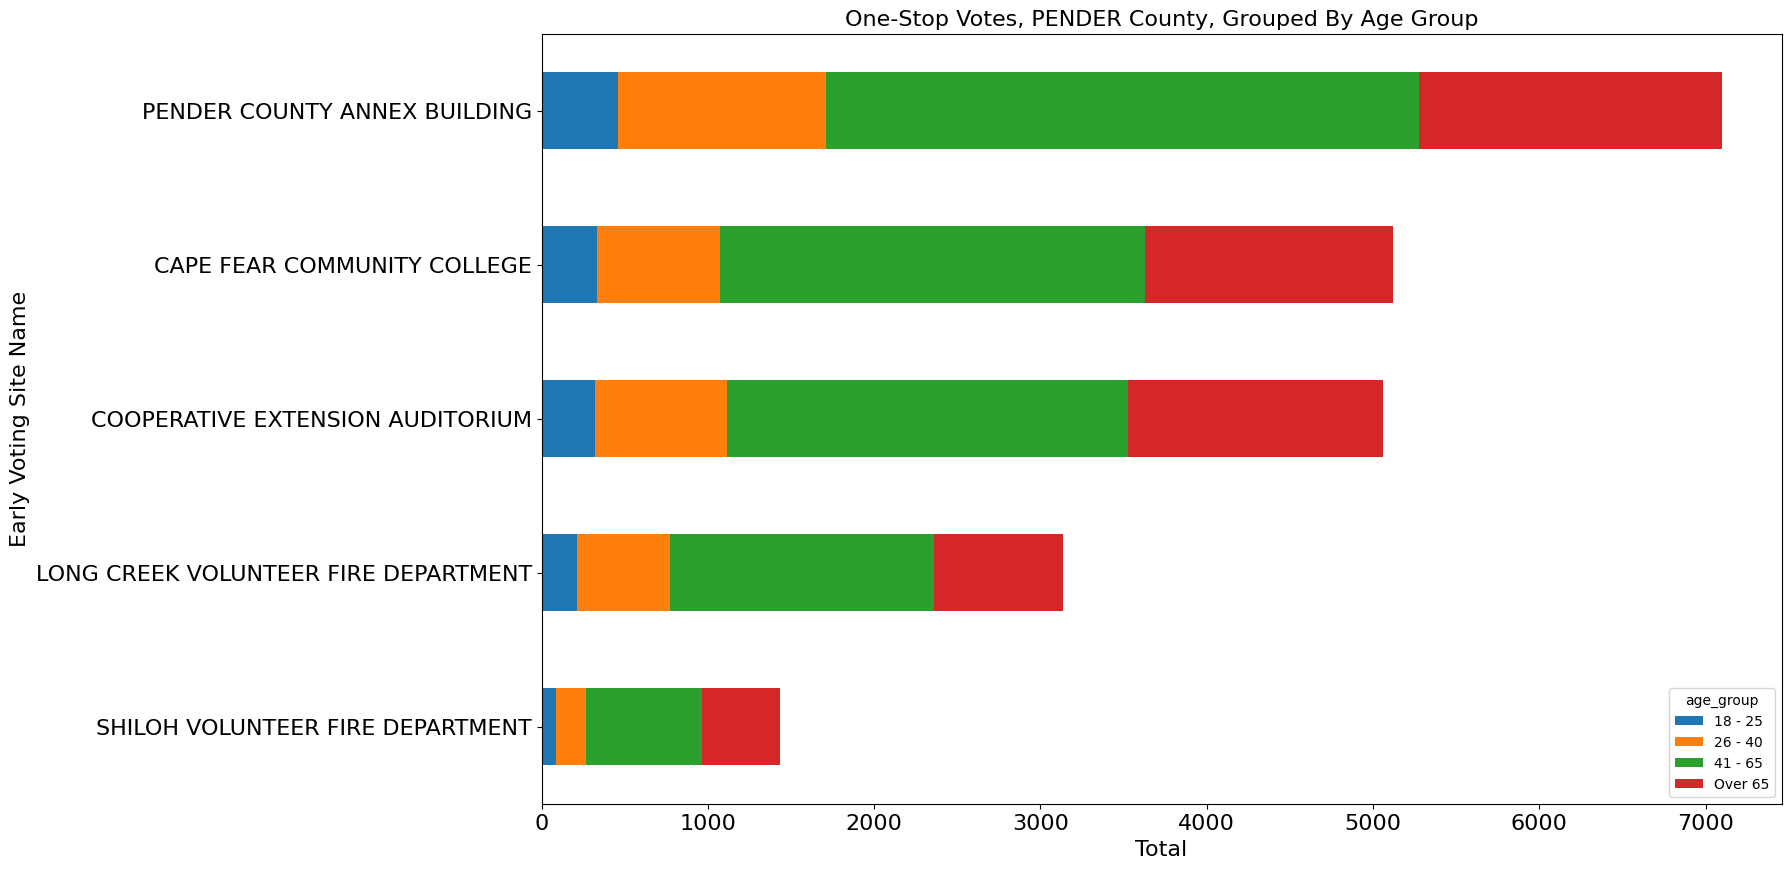 One-Stop Votes, PENDER County, Grouped By Age Group
Early Voting Site Name
PENDER COUNTY ANNEX BUILDING
CAPE FEAR COMMUNITY COLLEGE
COOPERATIVE EXTENSION AUDITORIUM
LONG CREEK VOLUNTEER FIRE DEPARTMENT
SHILOH VOLUNTEER FIRE DEPARTMENT
age_group
18 - 25
26 - 40
41 - 65
Over 65
0 1000 2000 3000 4000 5000 6000 7000
Total